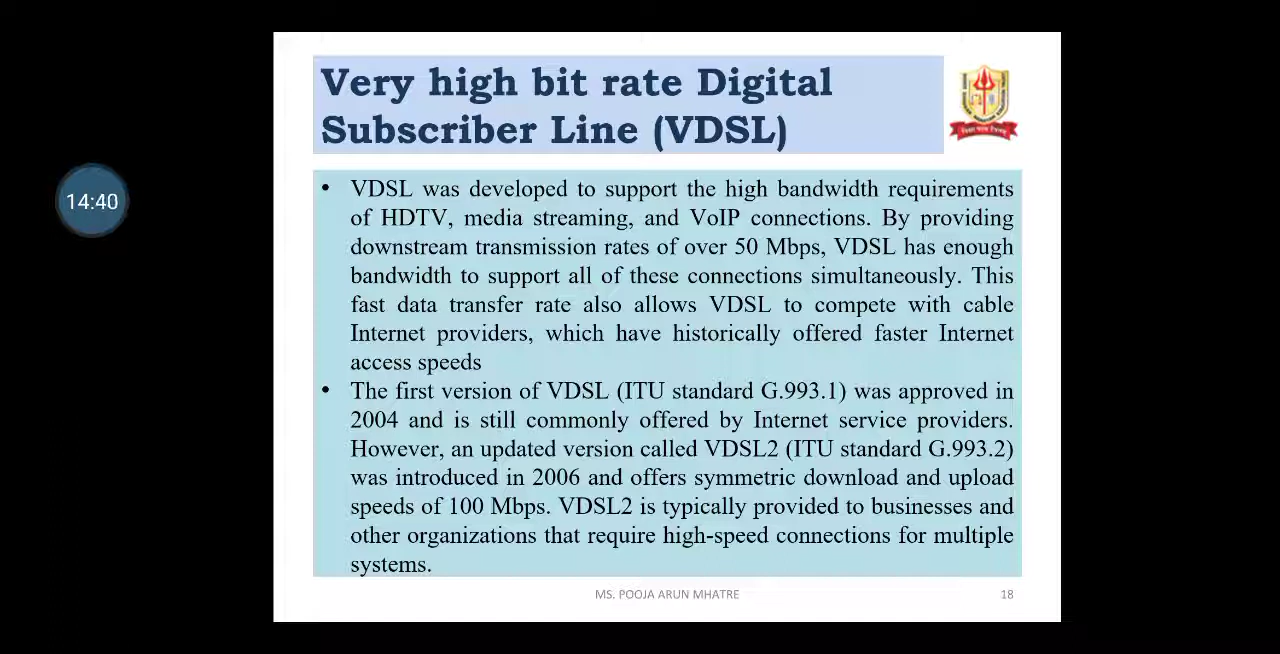 Very high bit rate Digital
Subscriber Line (VDSL)
14:40
• VDSL was developed to support the high bandwidth requirements
of HDTV, media streaming, and VoIP connections. By providing
downstream transmission rates of over 50 Mbps, VDSL has enough
bandwidth to support all of these connections simultaneously. This
fast data transfer rate also allows VDSL to compete with cable
Internet providers, which have historically offered faster Internet
access speeds
• The first version of VDSL (ITU standard G.993.1) was approved in
2004 and is still commonly offered by Internet service providers.
However, an updated version called VDSL2 (ITU standard G.993.2)
was introduced in 2006 and offers symmetric download and upload
speeds of 100 Mbps. VDSL2 is typically provided to businesses and
other organizations that require high-speed connections for multiple
systems.
MS. POOJA ARUN MHATRE
18